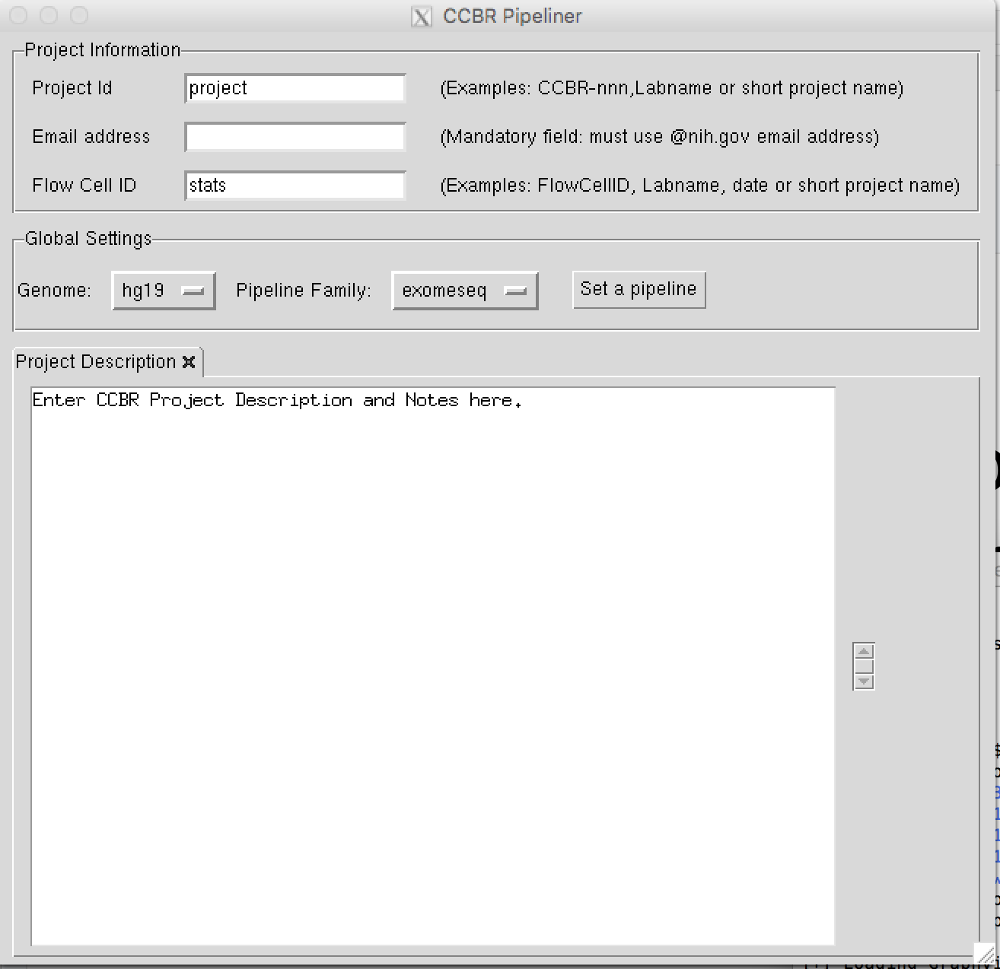 CCBR Pipeliner
Project Information
Project Id project (Examples: CCBR-nnn,Labname or short project name)
Email address (Mandatory field: must use @nih.gov email address)
Flow Cell ID stats (Examples: FlowCellID, Labname, date or short project name)
Global Settings
Genome: hg19 Pipeline Family: exomeseq Set a pipeline
Project Description
Enter CCBR Project Description and Notes here.